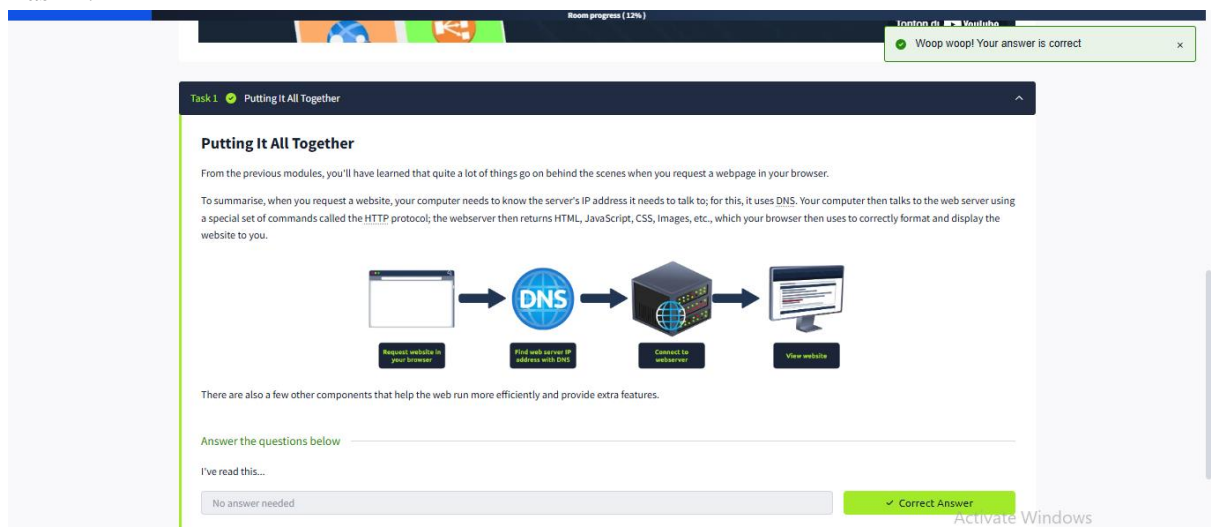 Room progress ( 12% )
Tonton di YouTube
Woop woop! Your answer is correct
Task 1 Putting It All Together
Putting It All Together
From the previous modules, you'll have learned that quite a lot of things go on behind the scenes when you request a webpage in your browser.
To summarise, when you request a website, your computer needs to know the server's IP address it needs to talk to; for this, it uses DNS. Your computer then talks to the web server using
a special set of commands called the HTTP protocol; the webserver then returns HTML, JavaScript, CSS, Images, etc., which your browser then uses to correctly format and display the
website to you.
DNS
Request website in
your browser
Find web server IP
address with DNS
Connect to
webserver
View website
There are also a few other components that help the web run more efficiently and provide extra features.
Answer the questions below
I've read this...
No answer needed
Correct Answer
Activate Windows